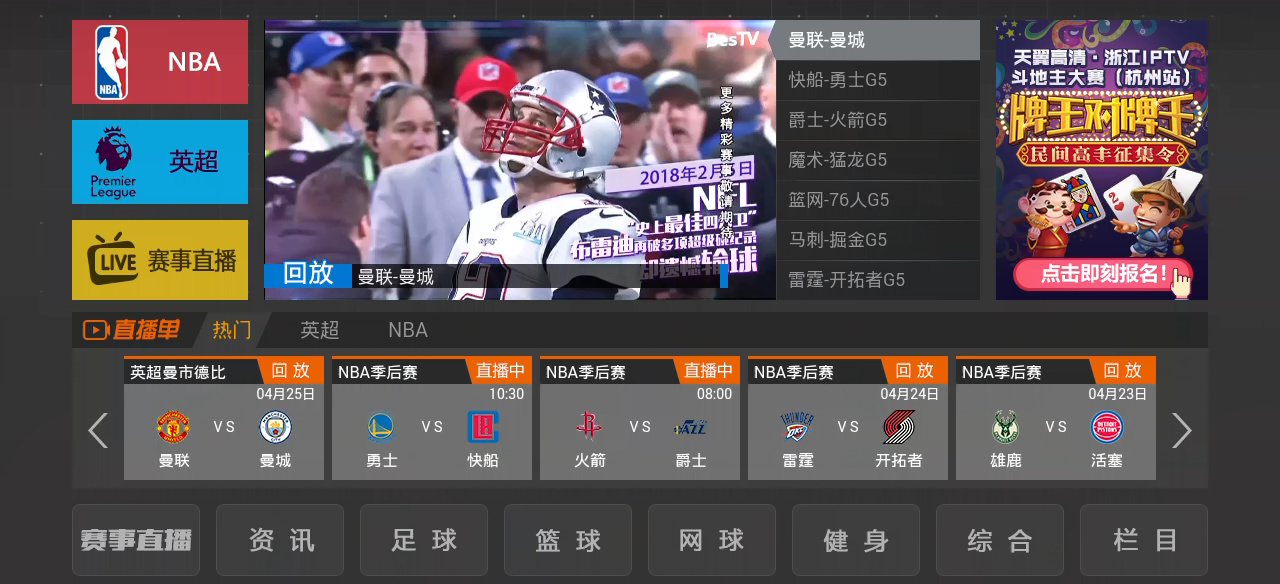 NBA
NBA
Premier
League
英超
LIVE
赛事直播
BesTV
更多精彩赛事敬请期待
2018年2月5日
NFL
"史上最佳四分卫"
布雷迪再破多项超级碗纪录
却遗憾输球
回放
曼联-曼城
曼联-曼城
快船-勇士G5
爵士-火箭G5
魔术-猛龙G5
篮网-76人G5
马刺-掘金G5
雷霆-开拓者G5
天翼高清·浙江IPTV
斗地主大赛（杭州站）
牌王对牌王
民间高手征集令
点击即刻报名！
直播单
热门
英超
NBA
英超曼市德比
回放
04月25日
VS
曼联
曼城
NBA季后赛
直播中
10:30
VS
勇士
快船
NBA季后赛
直播中
08:00
VS
火箭
爵士
NBA季后赛
回放
04月24日
VS
雷霆
开拓者
NBA季后赛
回放
04月23日
VS
雄鹿
活塞
赛事直播
资讯
足球
篮球
网球
健身
综合
栏目